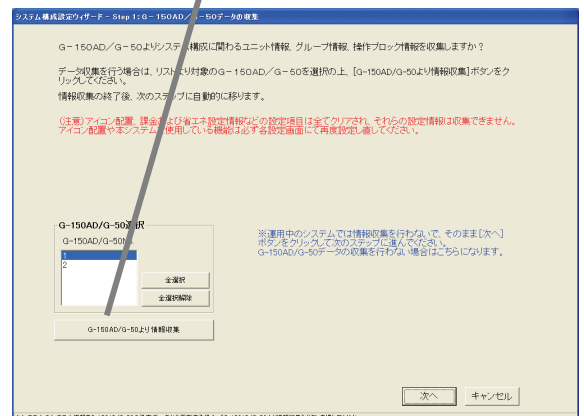 システム構成設定ウィザード - Step 1: G-150AD/G-50データの収集
G-150AD/G-50よりシステム構成に関わるユニット情報、グループ情報、操作ブロック情報を収集しますか?
データ収集を行う場合は、リストより対象のG-150AD/G-50を選択の上、[G-150AD/G-50より情報収集]ボタンをク
リックしてください。
情報収集の終了後、次のステップに自動的に移ります。
(注意)アイコン配置、課金および省エネ設定情報などの設定項目は全てクリアされ、それらの設定情報は収集できません。
アイコン配置や本システムで使用している機能は必ず各設定画面にて再度設定し直してください。
G-150AD/G-50選択
G-150AD/G-50No.
1
2
全選択
全選択解除
G-150AD/G-50より情報収集
※運用中のシステムでは情報収集を行わないで、そのまま[次へ]
ボタンをクリックして次のステップに進んでください。
G-150AD/G-50データの収集を行わない場合はこちらになります。
次へ
キャンセル